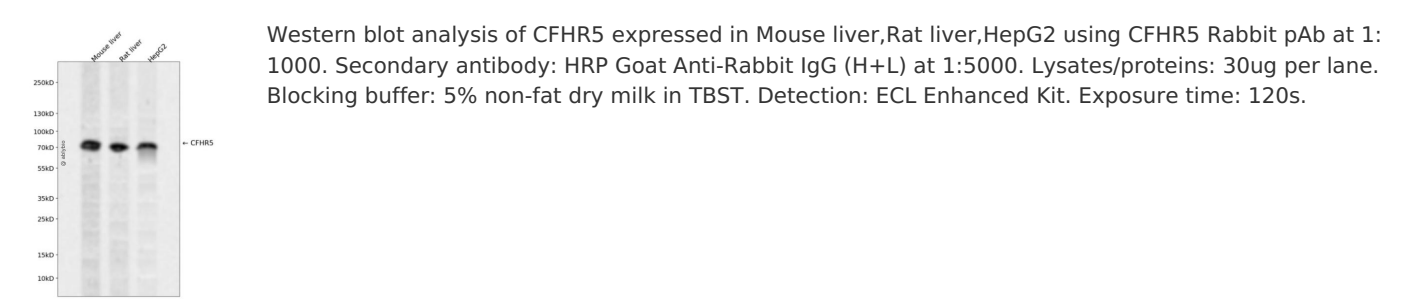 Mouse liver
Rat liver
HepG2
250kD
130kD
100kD
70kD
55kD
35kD
25kD
15kD
10kD
← CFHR5
Western blot analysis of CFHR5 expressed in Mouse liver,Rat liver,HepG2 using CFHR5 Rabbit pAb at 1:
1000. Secondary antibody: HRP Goat Anti-Rabbit IgG (H+L) at 1:5000. Lysates/proteins: 30ug per lane.
Blocking buffer: 5% non-fat dry milk in TBST. Detection: ECL Enhanced Kit. Exposure time: 120s.